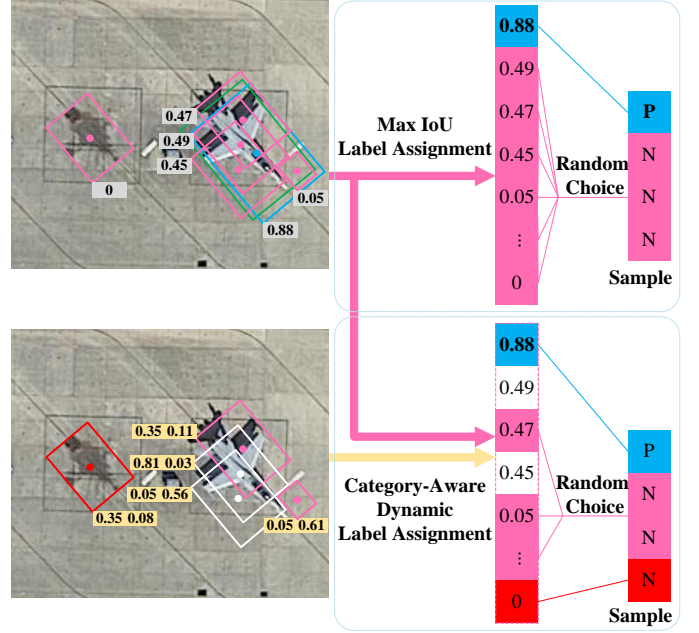 0.47
0.49
0.45
0
0.05
0.88
Max IoU
Label Assignment
0.88
0.49
0.47
0.45
0.05
⋮
0
Random
Choice
P
N
N
N
Sample
0.35 0.11
0.81 0.03
0.05 0.56
0.35 0.08
0.05 0.61
Category-Aware
Dynamic
Label Assignment
0.88
0.49
0.47
0.45
0.05
⋮
0
Random
Choice
P
N
N
N
Sample